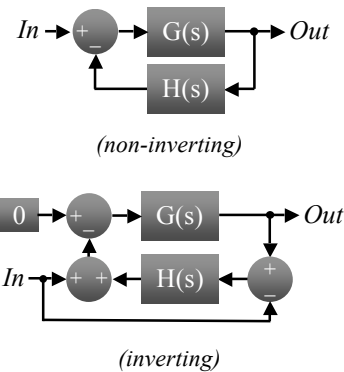 In + − G(s) Out
H(s)
(non-inverting)
0 + − G(s) Out
In + + H(s) + −
(inverting)